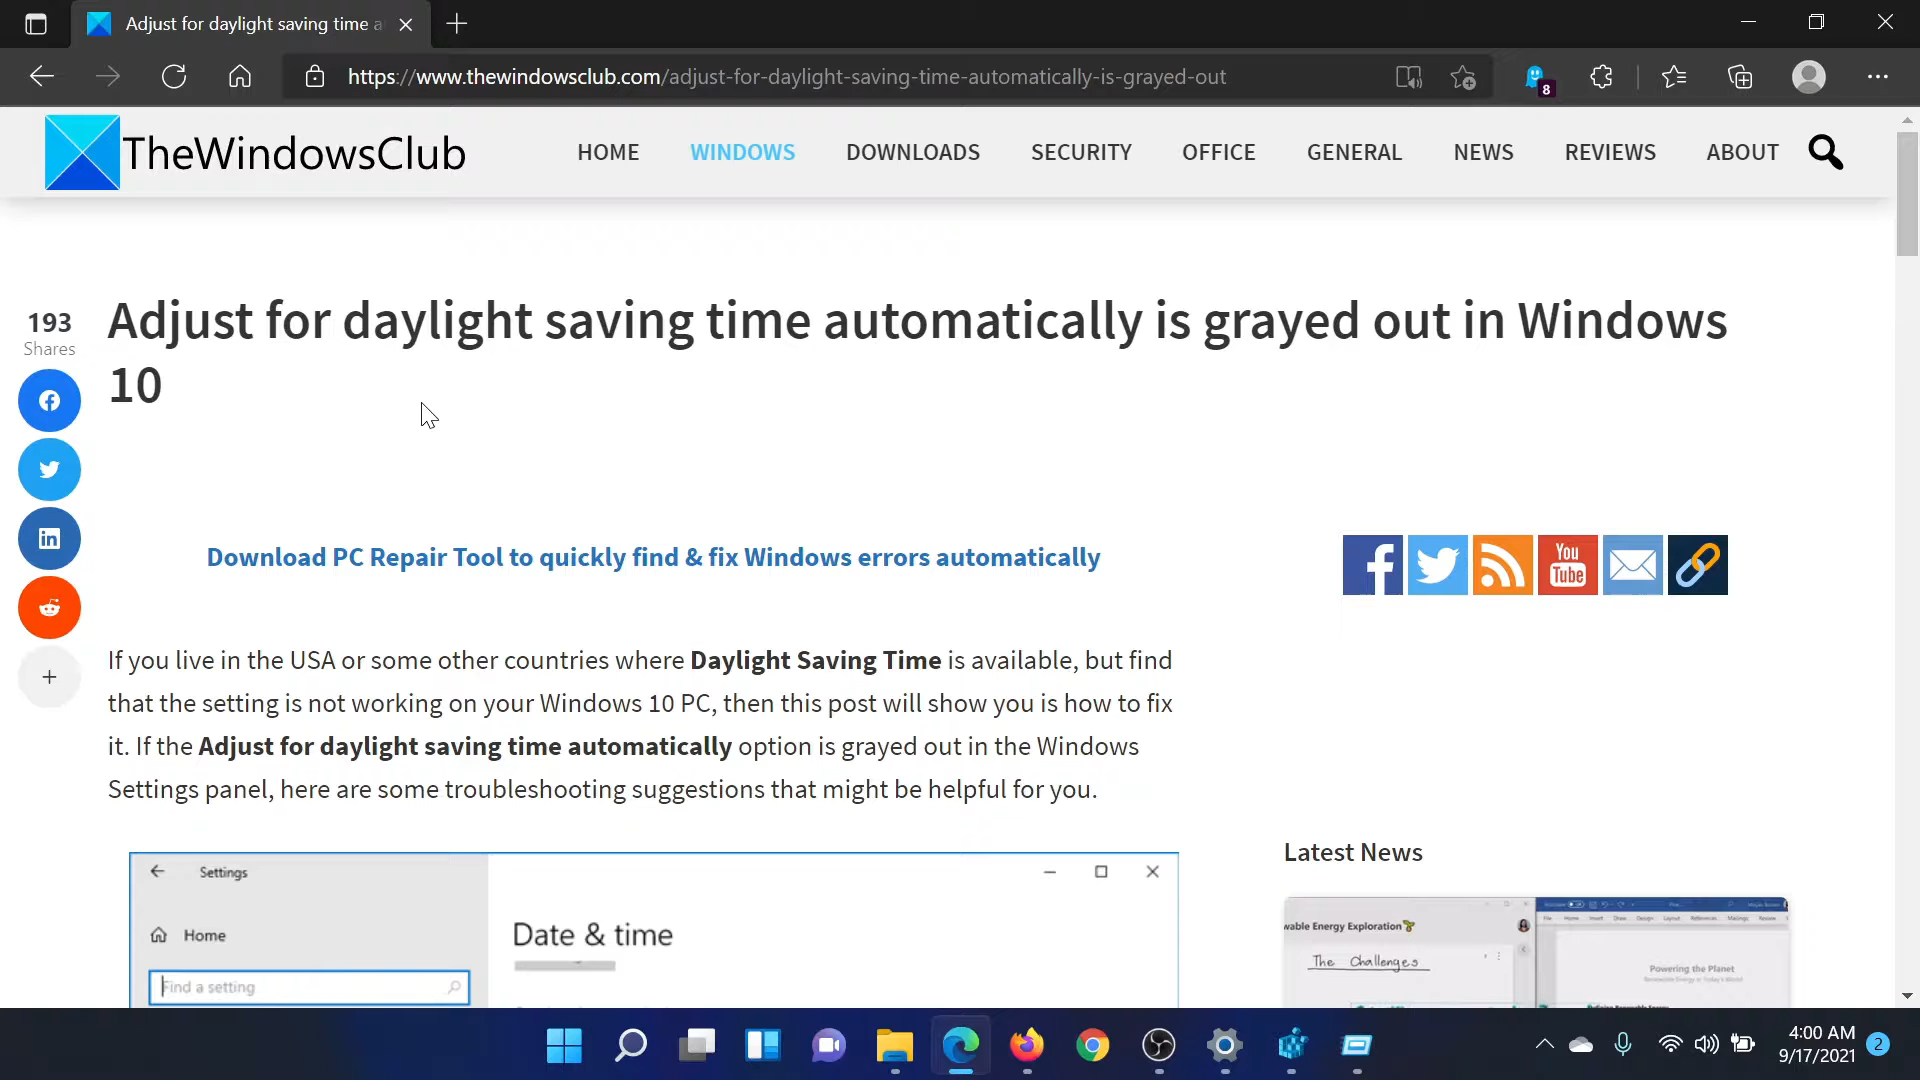 Adjust for daylight saving time a
https://www.thewindowsclub.com/adjust-for-daylight-saving-time-automatically-is-grayed-out
8
TheWindowsClub
HOME
WINDOWS
DOWNLOADS
SECURITY
OFFICE
GENERAL
NEWS
REVIEWS
ABOUT
193
Shares
Adjust for daylight saving time automatically is grayed out in Windows
10
Download PC Repair Tool to quickly find & fix Windows errors automatically
You
Tube
If you live in the USA or some other countries where Daylight Saving Time is available, but find
that the setting is not working on your Windows 10 PC, then this post will show you is how to fix
it. If the Adjust for daylight saving time automatically option is grayed out in the Windows
Settings panel, here are some troubleshooting suggestions that might be helpful for you.
Settings
Home
Find a setting
Date & time
Latest News
wable Energy Exploration
The Challenges
Powering the Planet
4:00 AM
9/17/2021
2